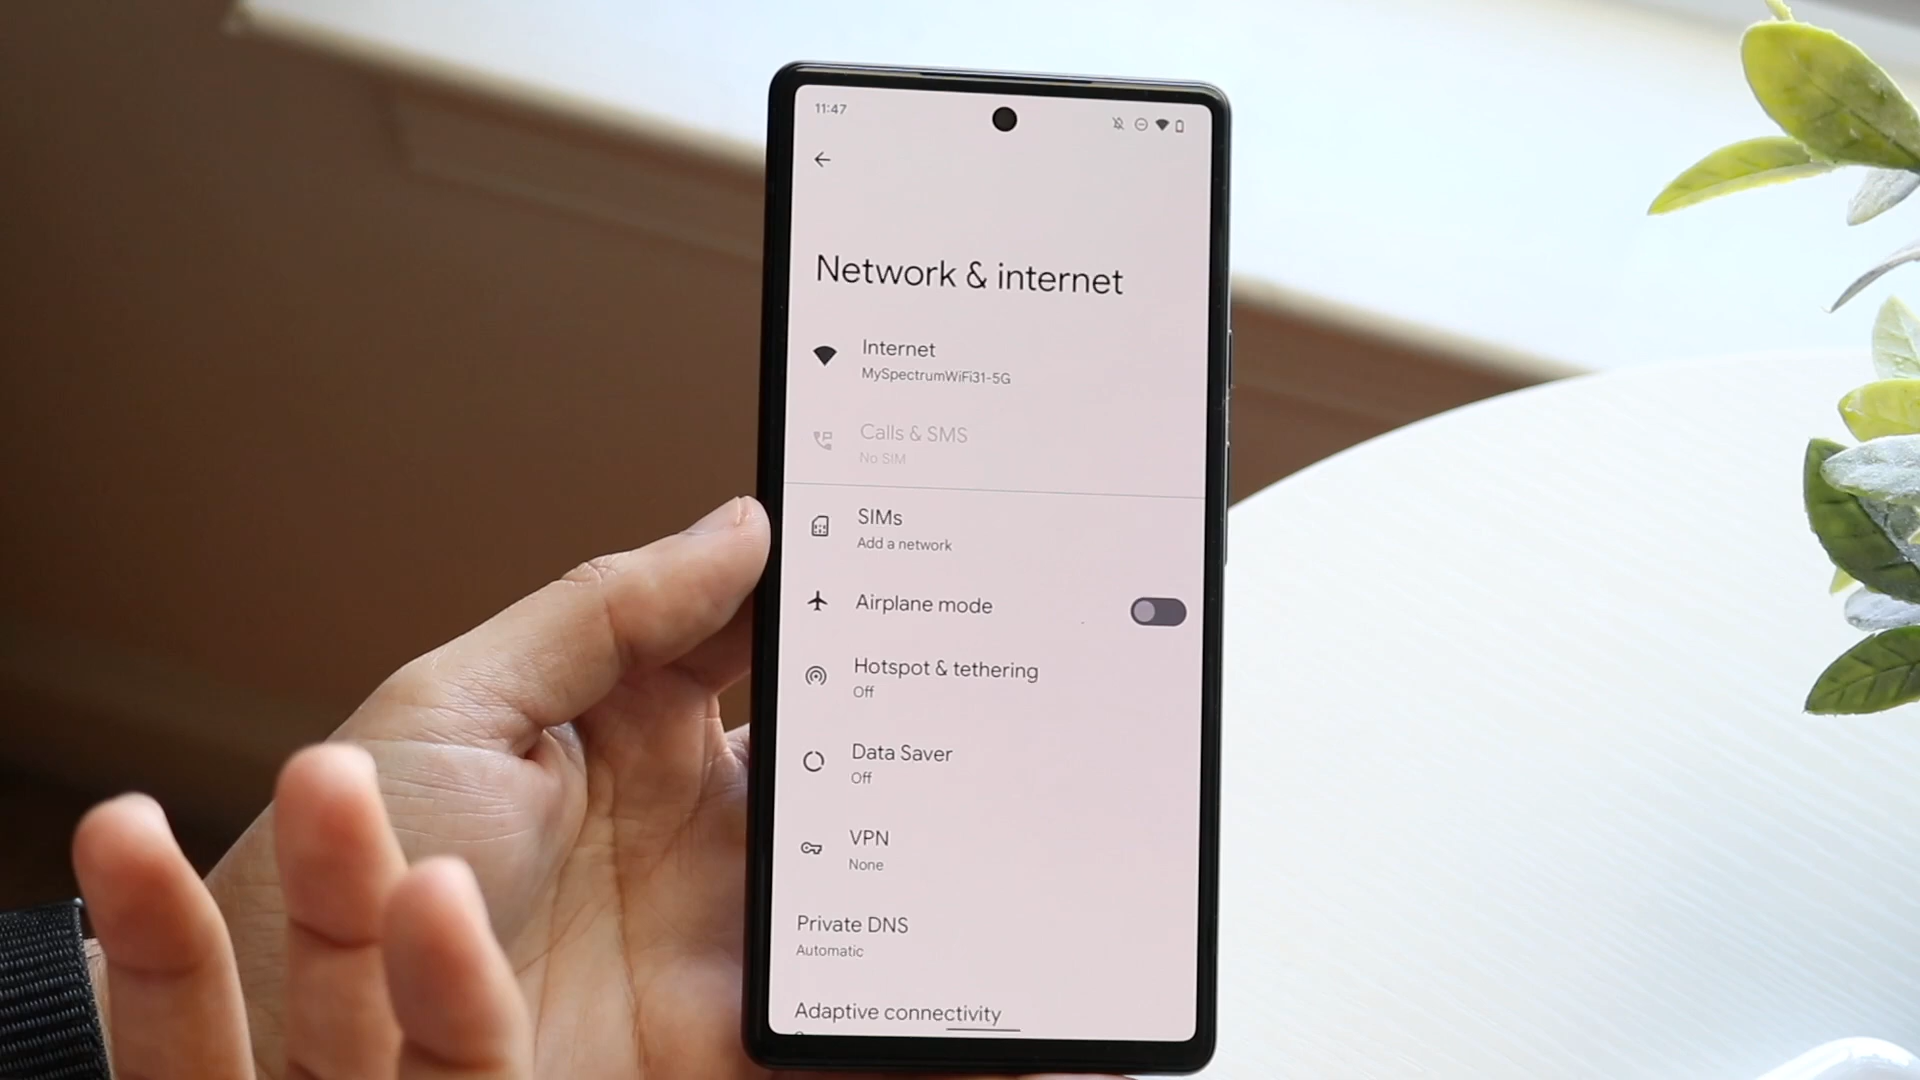 11:47
Network & internet
Internet
MySpectrumWiFi31-5G
Calls & SMS
No SIM
SIMs
Add a network
Airplane mode
Hotspot & tethering
Off
Data Saver
Off
VPN
None
Private DNS
Automatic
Adaptive connectivity